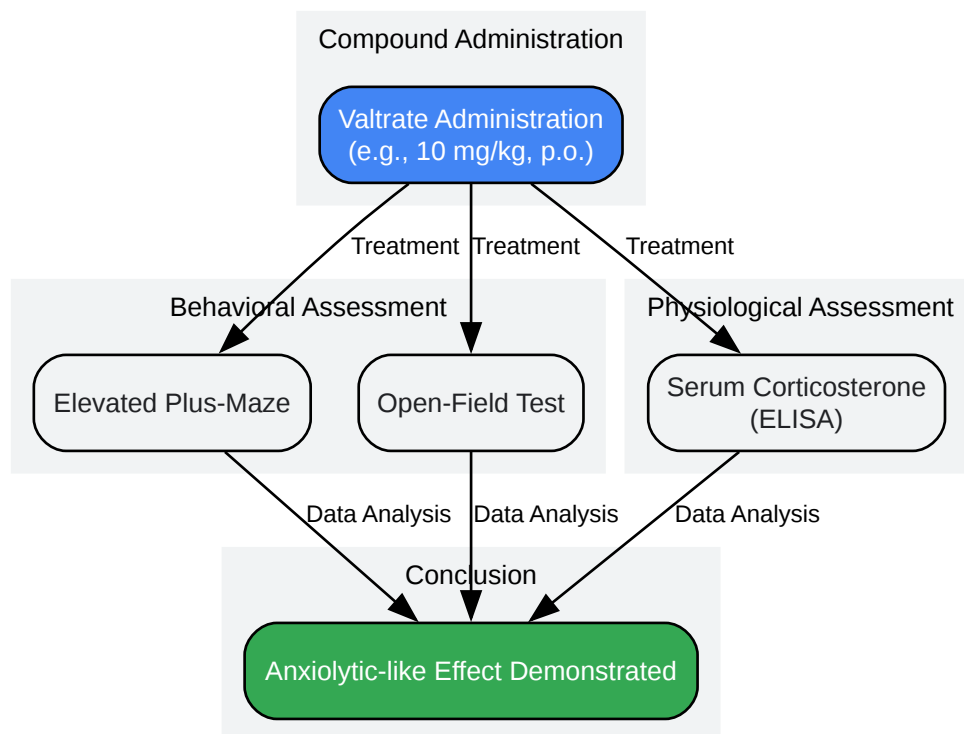 Compound Administration
Valtrate Administration
(e.g., 10 mg/kg, p.o.)
Treatment
Treatment
Treatment
Behavioral Assessment
Physiological Assessment
Elevated Plus-Maze
Open-Field Test
Serum Corticosterone
(ELISA)
Data Analysis
Data Analysis
Data Analysis
Conclusion
Anxiolytic-like Effect Demonstrated